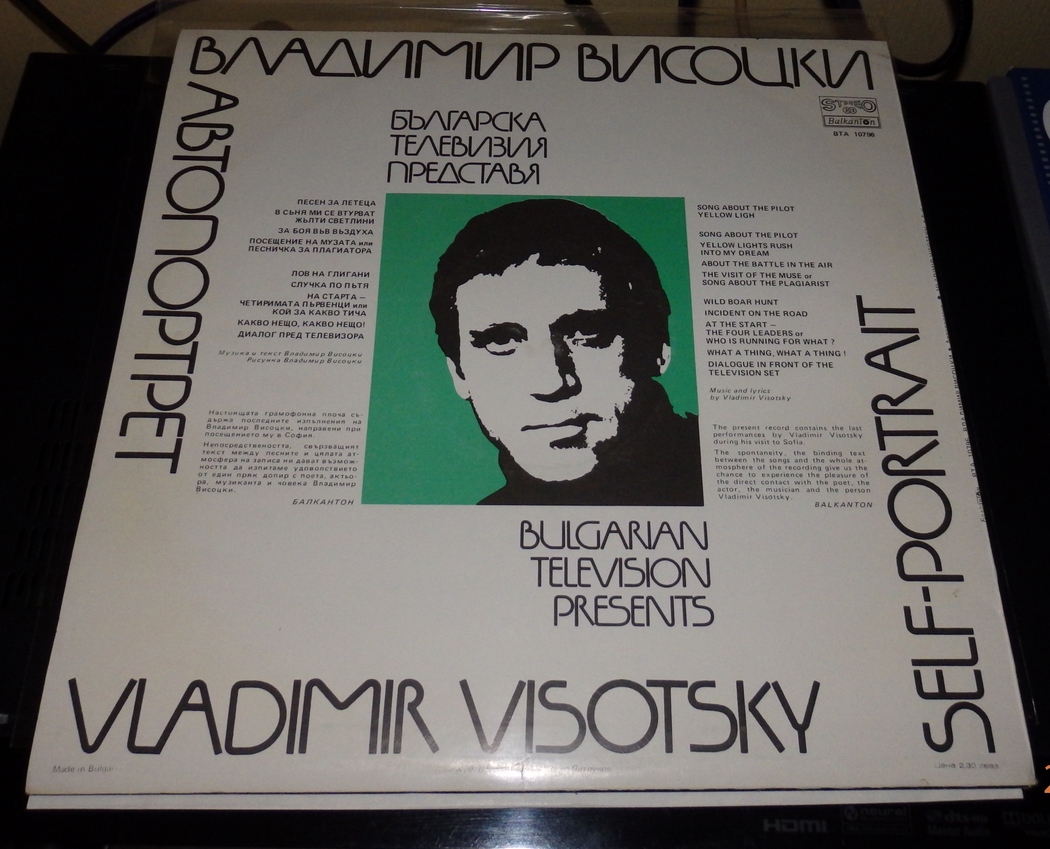 ВЛАДИМИР ВИСОЦКИ
АВТОПОРТРЕТ
STEREO
Balkanton
ВТА 10796
БЪЛГАРСКА
ТЕЛЕВИЗИЯ
ПРЕДСТАВЯ
ПЕСЕН ЗА ЛЕТЕЦА
В СЪНЯ МИ СЕ ВТУРВАТ
ЖЪЛТИ СВЕТЛИНИ
ЗА БОЯ ВЪВ ВЪЗДУХА
ПОСЕЩЕНИЕ НА МУЗАТА или
ПЕСНИЧКА ЗА ПЛАГИАТОРА
ЛОВ НА ГЛИГАНИ
СЛУЧКА ПО ПЪТЯ
НА СТАРТА –
ЧЕТИРИМАТА ПЪРВЕНЦИ или
КОЙ ЗА КАКВО ТИЧА
КАКВО НЕЩО, КАКВО НЕЩО!
ДИАЛОГ ПРЕД ТЕЛЕВИЗОРА
Музика и текст Владимир Висоцки
Рисунка Владимир Висоцки
Настоящата грамофонна плоча съ-
държа последните изпълнения на
Владимир Висоцки, направени при
посещението му в София.
Непосредствеността, свързващият
текст между песните и цялата ат-
мосфера на записа ни дават възмож-
ността да изпитаме удоволствието
от един пряк допир с поета, актьо-
ра, музиканта и човека Владимир
Висоцки.
БАЛКАНТОН
SONG ABOUT THE PILOT
YELLOW LIGH
SONG ABOUT THE PILOT
YELLOW LIGHTS RUSH
INTO MY DREAM
ABOUT THE BATTLE IN THE AIR
THE VISIT OF THE MUSE or
SONG ABOUT THE PLAGIARIST
WILD BOAR HUNT
INCIDENT ON THE ROAD
AT THE START –
THE FOUR LEADERS or
WHO IS RUNNING FOR WHAT ?
WHAT A THING, WHAT A THING !
DIALOGUE IN FRONT OF THE
TELEVISION SET
Music and lyrics
by Vladimir Visotsky
The present record contains the last
performances by Vladimir Visotsky
during his visit to Sofia.
The spontaneity, the binding text
between the songs and the whole at-
mosphere of the recording give us the
chance to experience the pleasure of
the direct contact with the poet, the
actor, the musician and the person
Vladimir Visotsky.
BALKANTON
SELF-PORTRAIT
BULGARIAN
TELEVISION
PRESENTS
VLADIMIR VISOTSKY
Made in Bulga
Цена 2,30 лева
HDMI
neural
dts
Master Audio